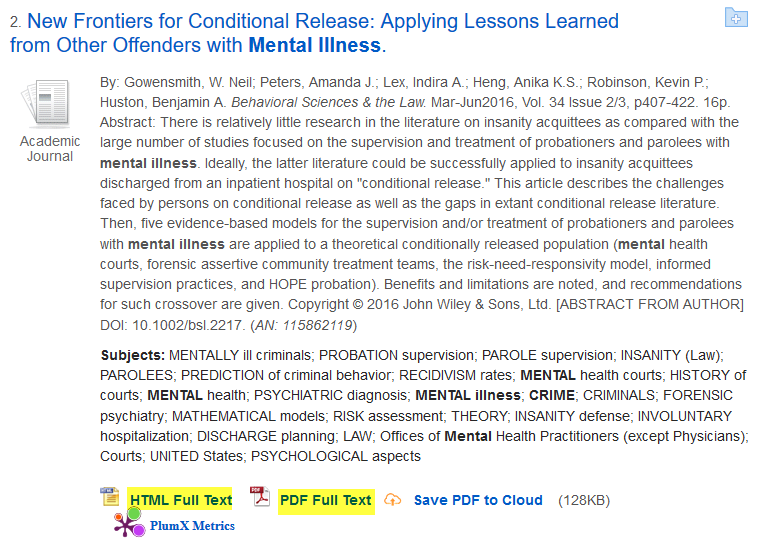 2. New Frontiers for Conditional Release: Applying Lessons Learned
from Other Offenders with Mental Illness.
Academic
Journal
By: Gowensmith, W. Neil; Peters, Amanda J.; Lex, Indira A.; Heng, Anika K.S.; Robinson, Kevin P.;
Huston, Benjamin A. Behavioral Sciences & the Law. Mar-Jun2016, Vol. 34 Issue 2/3, p407-422. 16p.
Abstract: There is relatively little research in the literature on insanity acquittees as compared with the
large number of studies focused on the supervision and treatment of probationers and parolees with
mental illness. Ideally, the latter literature could be successfully applied to insanity acquittees
discharged from an inpatient hospital on "conditional release." This article describes the challenges
faced by persons on conditional release as well as the gaps in extant conditional release literature.
Then, five evidence-based models for the supervision and/or treatment of probationers and parolees
with mental illness are applied to a theoretical conditionally released population (mental health
courts, forensic assertive community treatment teams, the risk-need-responsivity model, informed
supervision practices, and HOPE probation). Benefits and limitations are noted, and recommendations
for such crossover are given. Copyright © 2016 John Wiley & Sons, Ltd. [ABSTRACT FROM AUTHOR]
DOI: 10.1002/bsl.2217. (AN: 115862119)
Subjects: MENTALLY ill criminals; PROBATION supervision; PAROLE supervision; INSANITY (Law);
PAROLEES; PREDICTION of criminal behavior; RECIDIVISM rates; MENTAL health courts; HISTORY of
courts; MENTAL health; PSYCHIATRIC diagnosis; MENTAL illness; CRIME; CRIMINALS; FORENSIC
psychiatry; MATHEMATICAL models; RISK assessment; THEORY; INSANITY defense; INVOLUNTARY
hospitalization; DISCHARGE planning; LAW; Offices of Mental Health Practitioners (except Physicians);
Courts; UNITED States; PSYCHOLOGICAL aspects
HTML HTML Full Text PDF PDF Full Text Save PDF to Cloud (128KB)
PlumX Metrics